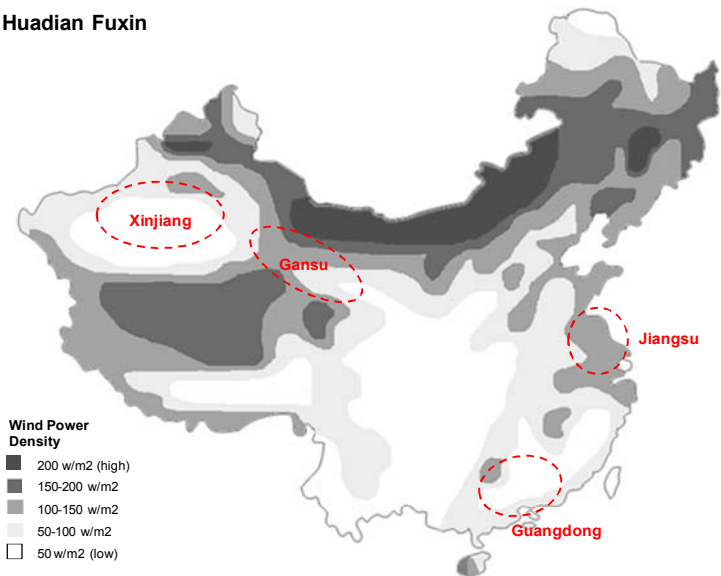 Huadian Fuxin
Xinjiang
Gansu
Jiangsu
Wind Power
Density
200 w/m2 (high)
150-200 w/m2
100-150 w/m2
50-100 w/m2
50 w/m2 (low)
Guangdong